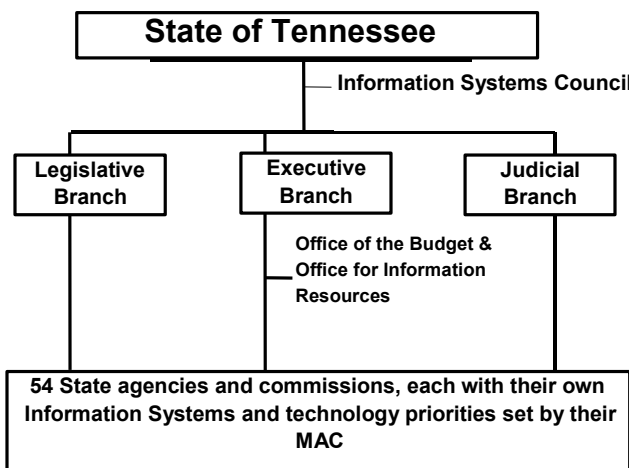 State of Tennessee
Information Systems Council
Legislative
Branch
Executive
Branch
Judicial
Branch
Office of the Budget &
Office for Information
Resources
54 State agencies and commissions, each with their own
Information Systems and technology priorities set by their
MAC